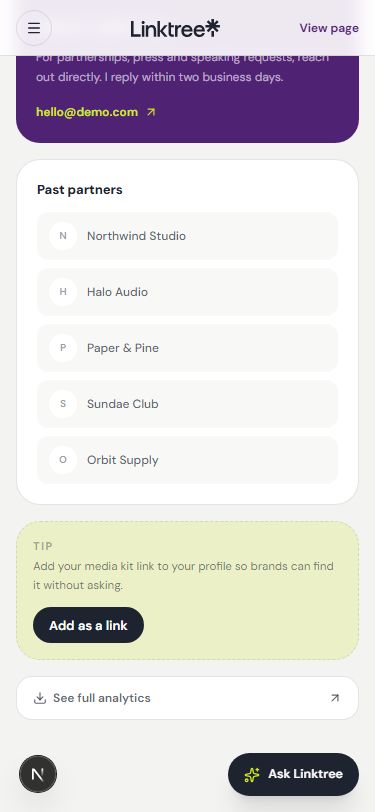 Linktree
View page
For partnerships, press and speaking requests, reach
out directly. I reply within two business days.
hello@demo.com
Past partners
N Northwind Studio
H Halo Audio
P Paper & Pine
S Sundae Club
O Orbit Supply
TIP
Add your media kit link to your profile so brands can find
it without asking.
Add as a link
See full analytics
N
Ask Linktree